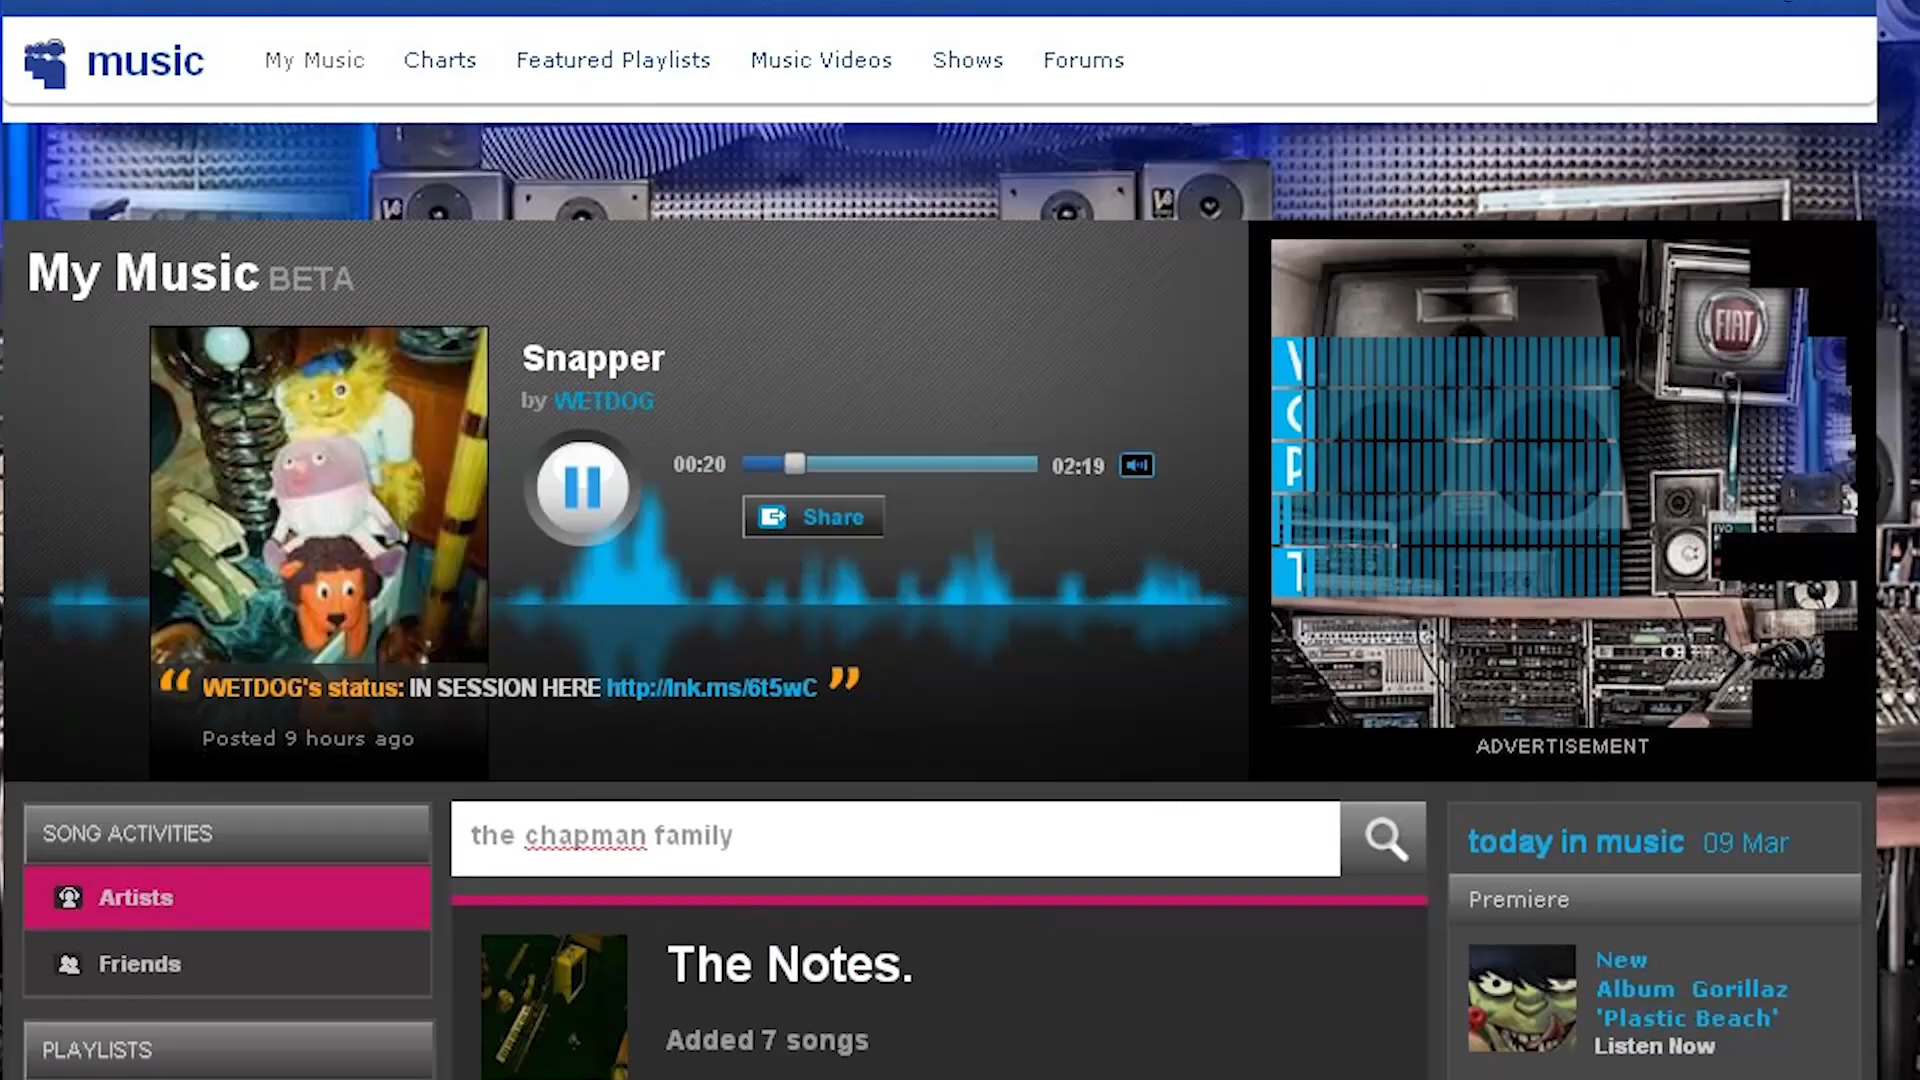 music
My Music Charts Featured Playlists Music Videos Shows Forums
My Music BETA
Snapper
by WETDOG
00:20 02:19
Share
“ WETDOG's status: IN SESSION HERE http://lnk.ms/6t5wC ”
Posted 9 hours ago
FIAT
ADVERTISEMENT
SONG ACTIVITIES
Artists
Friends
PLAYLISTS
the chapman family
The Notes.
Added 7 songs
today in music 09 Mar
Premiere
New
Album Gorillaz
'Plastic Beach'
Listen Now